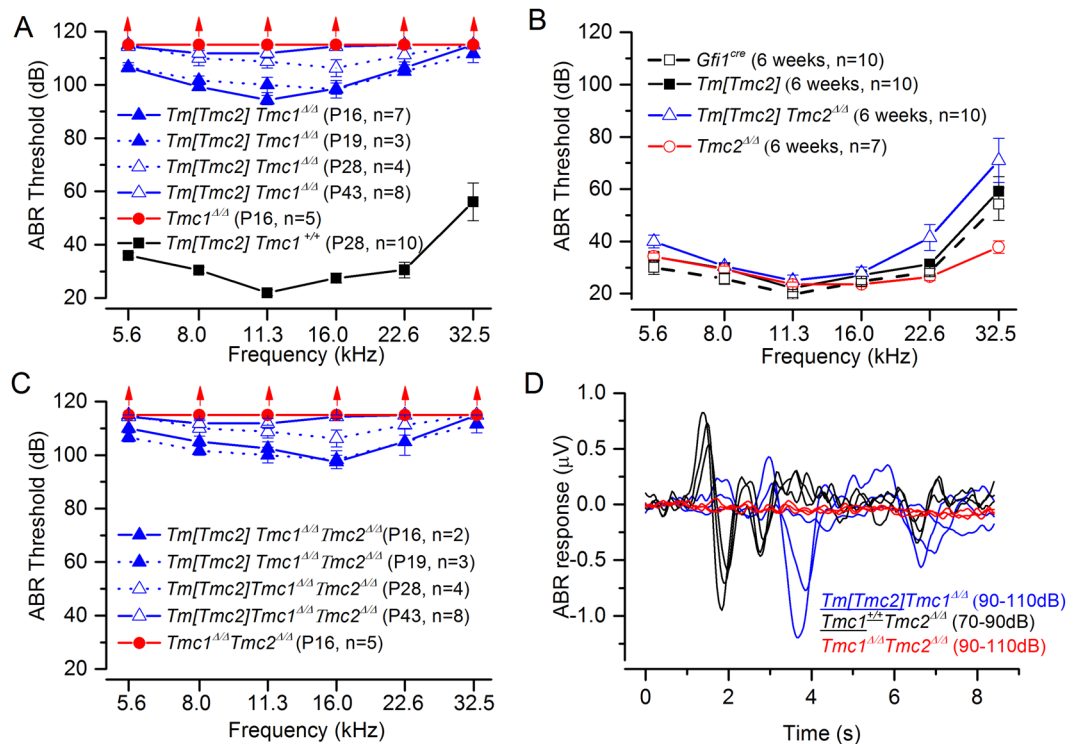 A
ABR Threshold (dB)
120
100
80
60
40
20
Tm[Tmc2] Tmc1^Δ/Δ (P16, n=7)
Tm[Tmc2] Tmc1^Δ/Δ (P19, n=3)
Tm[Tmc2] Tmc1^Δ/Δ (P28, n=4)
Tm[Tmc2] Tmc1^Δ/Δ (P43, n=8)
Tmc1^Δ/Δ (P16, n=5)
Tm[Tmc2] Tmc1^+/+ (P28, n=10)
5.6 8.0 11.3 16.0 22.6 32.5
Frequency (kHz)
B
ABR Threshold (dB)
120
100
80
60
40
20
Gfi1^cre (6 weeks, n=10)
Tm[Tmc2] (6 weeks, n=10)
Tm[Tmc2] Tmc2^Δ/Δ (6 weeks, n=10)
Tmc2^Δ/Δ (6 weeks, n=7)
5.6 8.0 11.3 16.0 22.6 32.5
Frequency (kHz)
C
ABR Threshold (dB)
120
100
80
60
40
20
Tm[Tmc2] Tmc1^Δ/Δ Tmc2^Δ/Δ (P16, n=2)
Tm[Tmc2] Tmc1^Δ/Δ Tmc2^Δ/Δ (P19, n=3)
Tm[Tmc2]Tmc1^Δ/Δ Tmc2^Δ/Δ (P28, n=4)
Tm[Tmc2]Tmc1^Δ/Δ Tmc2^Δ/Δ (P43, n=8)
Tmc1^Δ/Δ Tmc2^Δ/Δ (P16, n=5)
5.6 8.0 11.3 16.0 22.6 32.5
Frequency (kHz)
D
ABR response (μV)
1.0
0.5
0.0
-0.5
-1.0
Tm[Tmc2]Tmc1^Δ/Δ (90-110dB)
Tmc1^+/+ Tmc2^Δ/Δ (70-90dB)
Tmc1^Δ/Δ Tmc2^Δ/Δ (90-110dB)
0 2 4 6 8
Time (s)